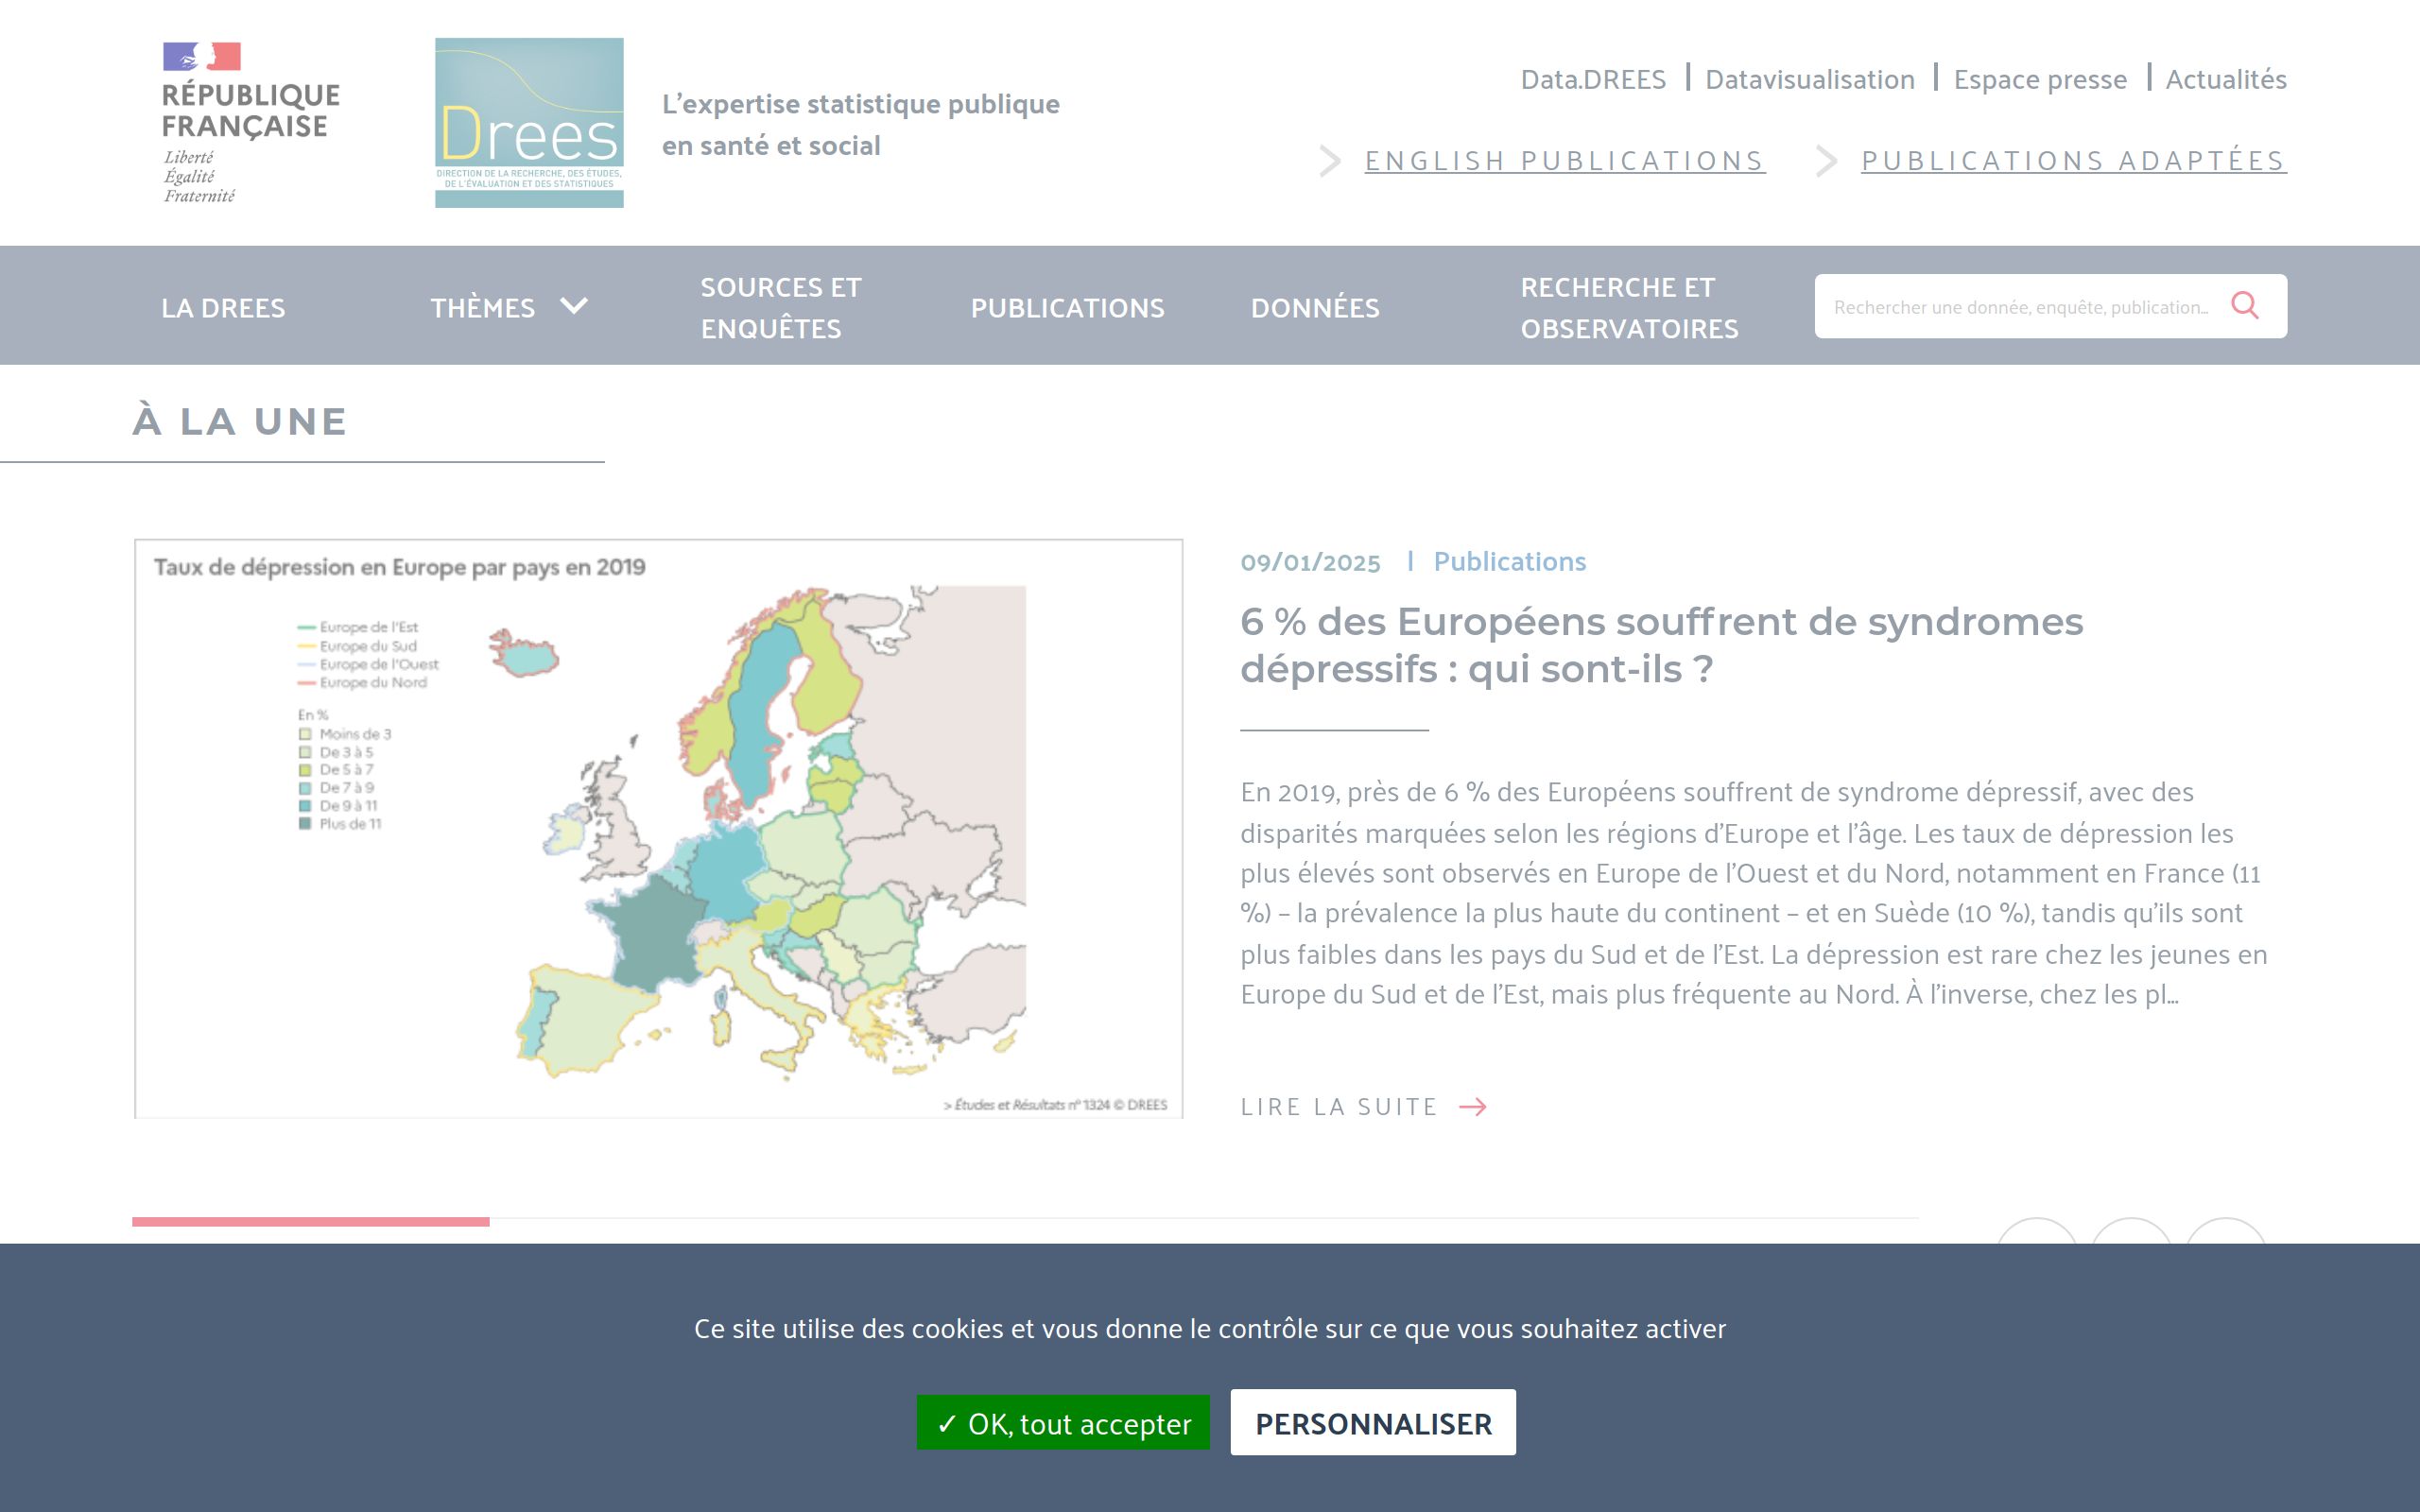 RÉPUBLIQUE
FRANÇAISE
Liberté
Égalité
Fraternité
Drees
DIRECTION DE LA RECHERCHE, DES ÉTUDES,
DE L'ÉVALUATION ET DES STATISTIQUES
L'expertise statistique publique
en santé et social
Data.DREES
Datavisualisation
Espace presse
Actualités
ENGLISH PUBLICATIONS
PUBLICATIONS ADAPTÉES
LA DREES
THÈMES
SOURCES ET
ENQUÊTES
PUBLICATIONS
DONNÉES
RECHERCHE ET
OBSERVATOIRES
Rechercher une donnée, enquête, publication...
À LA UNE
Taux de dépression en Europe par pays en 2019
Europe de l'Est
Europe du Sud
Europe de l'Ouest
Europe du Nord
En %
Moins de 3
De 3 à 5
De 5 à 7
De 7 à 9
De 9 à 11
Plus de 11
> Études et Résultats n° 1324 © DREES
09/01/2025 | Publications
6 % des Européens souffrent de syndromes
dépressifs : qui sont-ils ?
En 2019, près de 6 % des Européens souffrent de syndrome dépressif, avec des
disparités marquées selon les régions d'Europe et l'âge. Les taux de dépression les
plus élevés sont observés en Europe de l'Ouest et du Nord, notamment en France (11
%) – la prévalence la plus haute du continent – et en Suède (10 %), tandis qu'ils sont
plus faibles dans les pays du Sud et de l'Est. La dépression est rare chez les jeunes en
Europe du Sud et de l'Est, mais plus fréquente au Nord. À l'inverse, chez les pl...
LIRE LA SUITE
Ce site utilise des cookies et vous donne le contrôle sur ce que vous souhaitez activer
✓ OK, tout accepter
PERSONNALISER